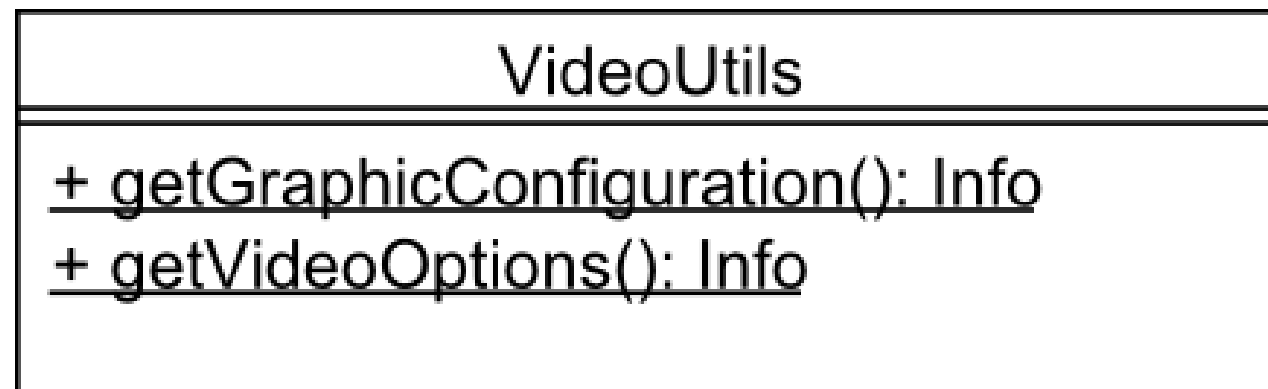 VideoUtils
+ getGraphicConfiguration(): Info
+ getVideoOptions(): Info